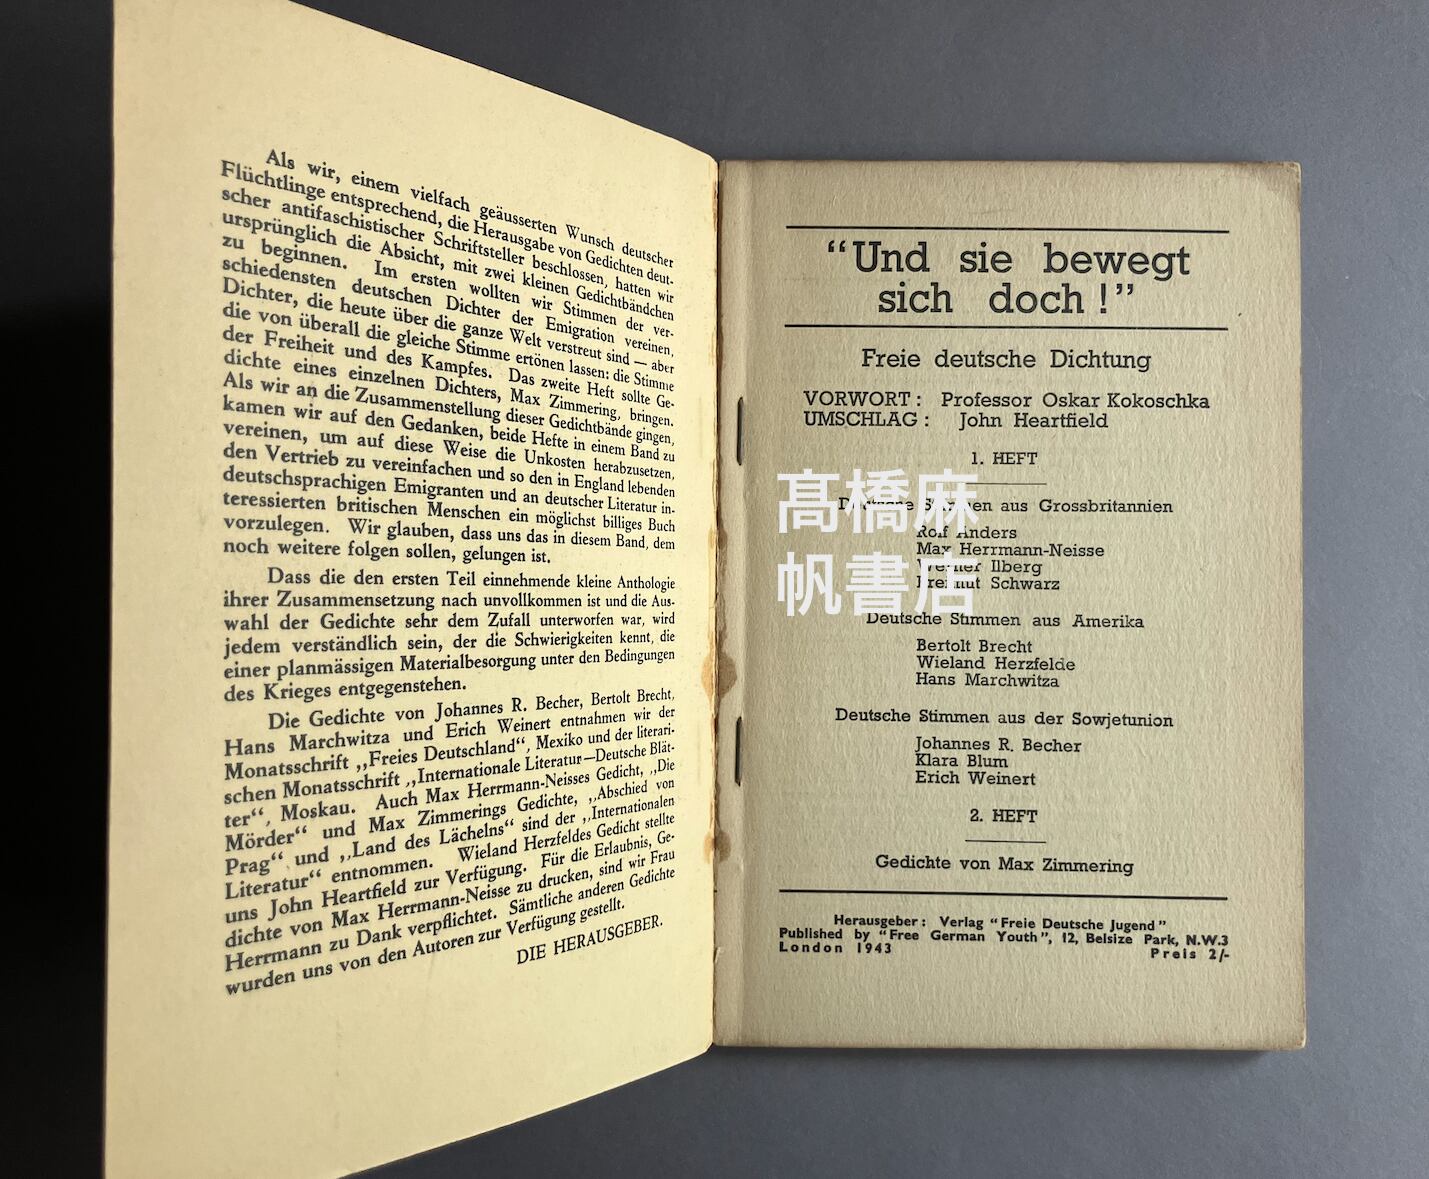 Als wir, einem vielfach geäusserten Wunsch deutscher
Flüchtlinge entsprechend, die Herausgabe von Gedichten deut-
scher antifaschistischer Schriftsteller beschlossen, hatten wir
ursprünglich die Absicht, mit zwei kleinen Gedichtbändchen
zu beginnen. Im ersten wollten wir Stimmen der ver-
schiedensten deutschen Dichter der Emigration vereinen,
Dichter, die heute über die ganze Welt verstreut sind — aber
die von überall die gleiche Stimme ertönen lassen: die Stimme
der Freiheit und des Kampfes. Das zweite Heft sollte Ge-
dichte eines einzelnen Dichters, Max Zimmering, bringen.
Als wir an die Zusammenstellung dieser Gedichtbände gingen,
kamen wir auf den Gedanken, beide Hefte in einem Band zu
vereinen, um auf diese Weise die Unkosten herabzusetzen,
den Vertrieb zu vereinfachen und so den in England lebenden
deutschsprachigen Emigranten und an deutscher Literatur in-
teressierten britischen Menschen ein möglichst billiges Buch
vorzulegen. Wir glauben, dass uns das in diesem Band, dem
noch weitere folgen sollen, gelungen ist.
Dass die den ersten Teil einnehmende kleine Anthologie
ihrer Zusammensetzung nach unvollkommen ist und die Aus-
wahl der Gedichte sehr dem Zufall unterworfen war, wird
jedem verständlich sein, der die Schwierigkeiten kennt, die
einer planmässigen Materialbesorgung unter den Bedingungen
des Krieges entgegenstehen.
Die Gedichte von Johannes R. Becher, Bertolt Brecht,
Hans Marchwitza und Erich Weinert entnahmen wir der
Monatsschrift „Freies Deutschland“, Mexiko und der literari-
schen Monatsschrift „Internationale Literatur—Deutsche Blät-
ter“, Moskau. Auch Max Herrmann-Neisses Gedicht, „Die
Mörder“ und Max Zimmerings Gedichte, „Abschied von
Prag“ und „Land des Lächelns“ sind der „Internationalen
Literatur“ entnommen. Wieland Herzfeldes Gedicht stellte
uns John Heartfield zur Verfügung. Für die Erlaubnis, Ge-
dichte von Max Herrmann-Neisse zu drucken, sind wir Frau
Herrmann zu Dank verpflichtet. Sämtliche anderen Gedichte
wurden uns von den Autoren zur Verfügung gestellt.
DIE HERAUSGEBER.
“Und sie bewegt
sich doch !”
Freie deutsche Dichtung
VORWORT : Professor Oskar Kokoschka
UMSCHLAG : John Heartfield
1. HEFT
Deutsche Stimmen aus Grossbritannien
Rolf Anders
Max Herrmann-Neisse
Werner Ilberg
Freimut Schwarz
Deutsche Stimmen aus Amerika
Bertolt Brecht
Wieland Herzfelde
Hans Marchwitza
Deutsche Stimmen aus der Sowjetunion
Johannes R. Becher
Klara Blum
Erich Weinert
2. HEFT
Gedichte von Max Zimmering
Herausgeber : Verlag “Freie Deutsche Jugend”
Published by “Free German Youth”, 12, Belsize Park, N.W.3
London 1943 Preis 2/-
髙橋麻
帆書店